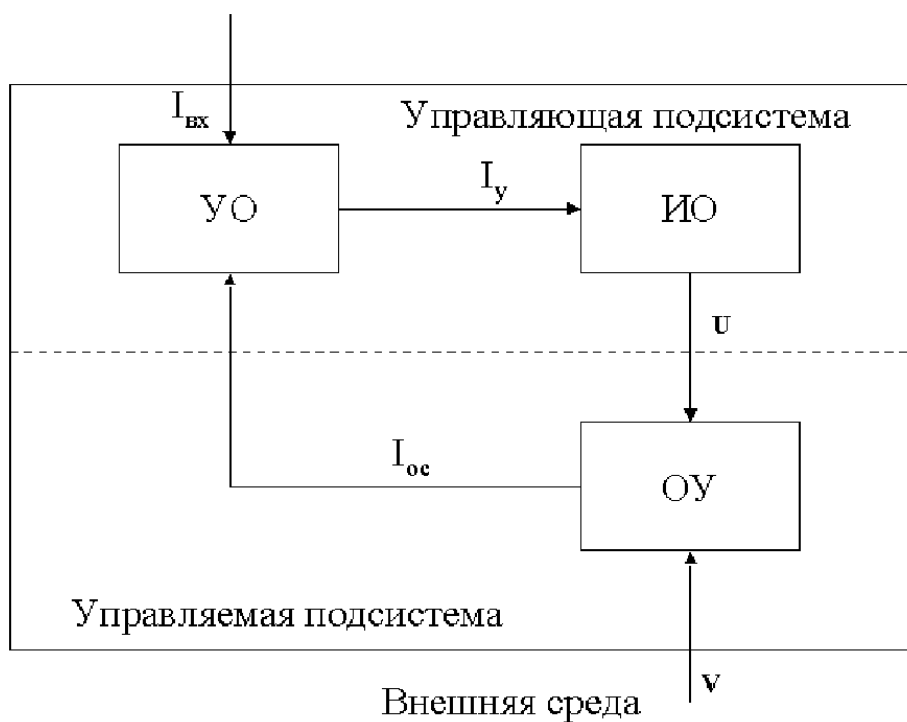 Iвх
Управляющая подсистема
УО
Iу
ИО
U
Iос
ОУ
Управляемая подсистема
V
Внешняя среда